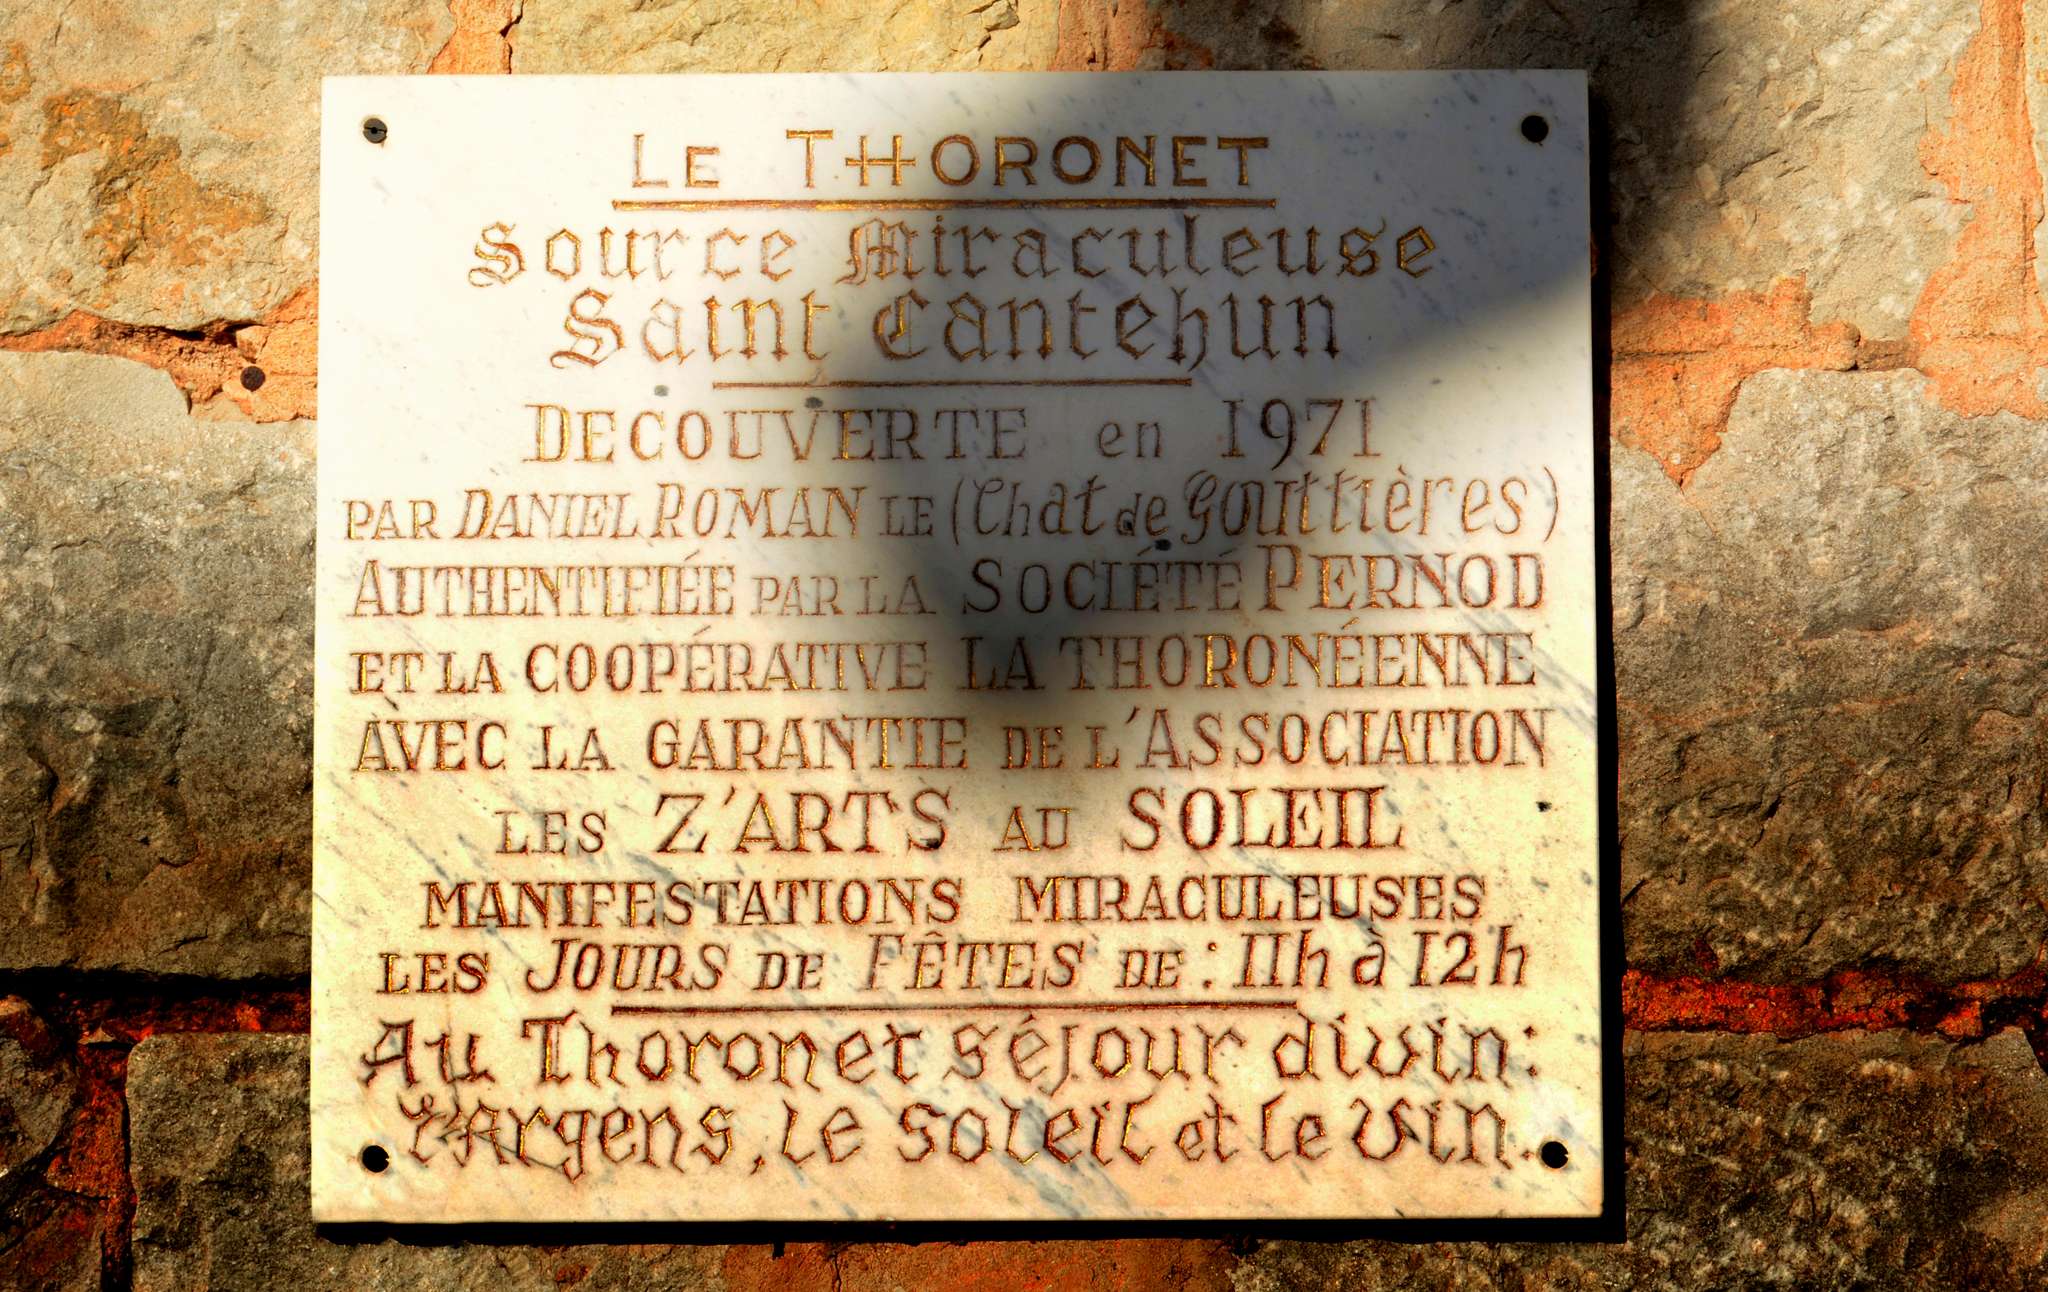 LE THORONET
Source Miraculeuse
Saint Cantehun
DECOUVERTE en 1971
PAR DANIEL ROMAN LE (Chat de Gouttières)
AUTHENTIFIÉE PAR LA SOCIÉTÉ PERNOD
ET LA COOPÉRATIVE LA THORONÉENNE
AVEC LA GARANTIE DE L'ASSOCIATION
LES Z'ARTS AU SOLEIL
MANIFESTATIONS MIRACULEUSES
LES JOURS DE FÊTES DE : 11h à 12h
Au Thoronet séjour divin:
L'Argens, le soleil et le vin.